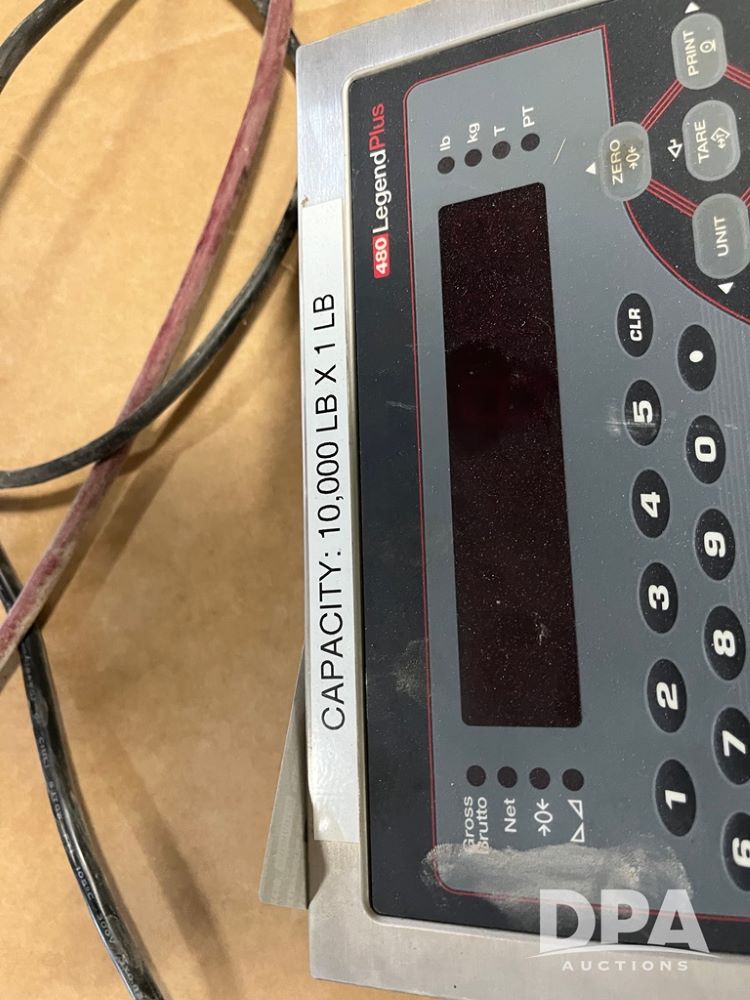 CAPACITY: 10,000 LB X 1 LB
480 LegendPlus
lb
kg
T
PT
Gross
Brutto
Net
→0←
ZERO
→0←
PRINT
TARE
UNIT
1 2 3 4 5 CLR
6 7 8 9 0 •
DPA
AUCTIONS